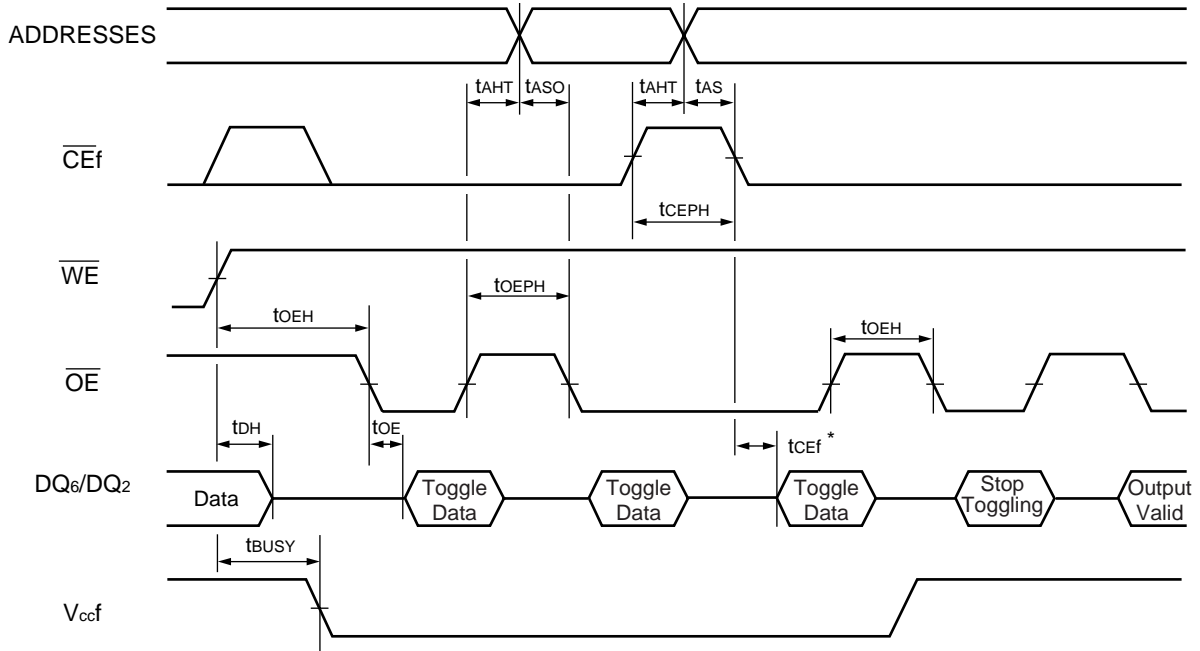 ADDRESSES
tAHT tASO tAHT tAS
CEf
tCEPH
WE
tOEPH
tOEH tOEH
OE
tDH tOE tCEf *
DQ6/DQ2
Data
Toggle
Data
Toggle
Data
Toggle
Data
Stop
Toggling
Output
Valid
tBUSY
Vccf